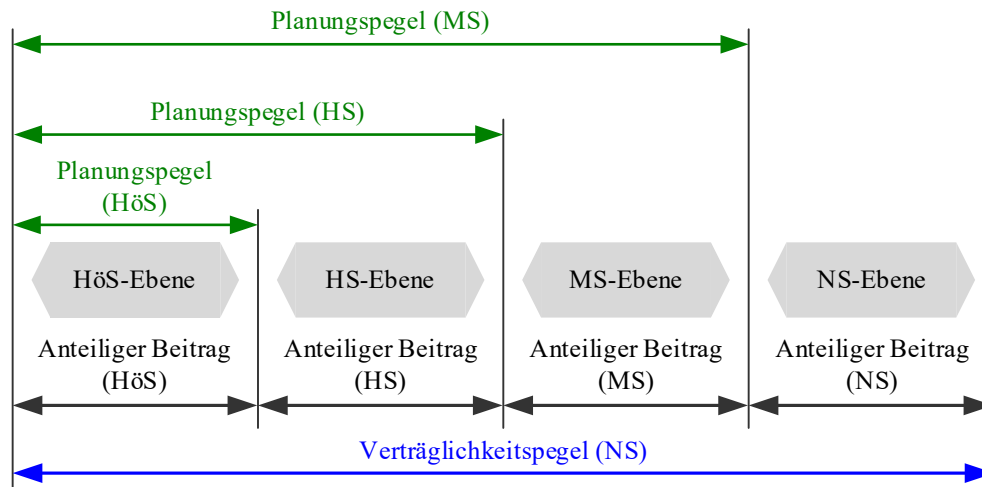 Planungspegel (MS)
Planungspegel (HS)
Planungspegel
(HöS)
HöS-Ebene
HS-Ebene
MS-Ebene
NS-Ebene
Anteiliger Beitrag
(HöS)
Anteiliger Beitrag
(HS)
Anteiliger Beitrag
(MS)
Anteiliger Beitrag
(NS)
Verträglichkeitspegel (NS)